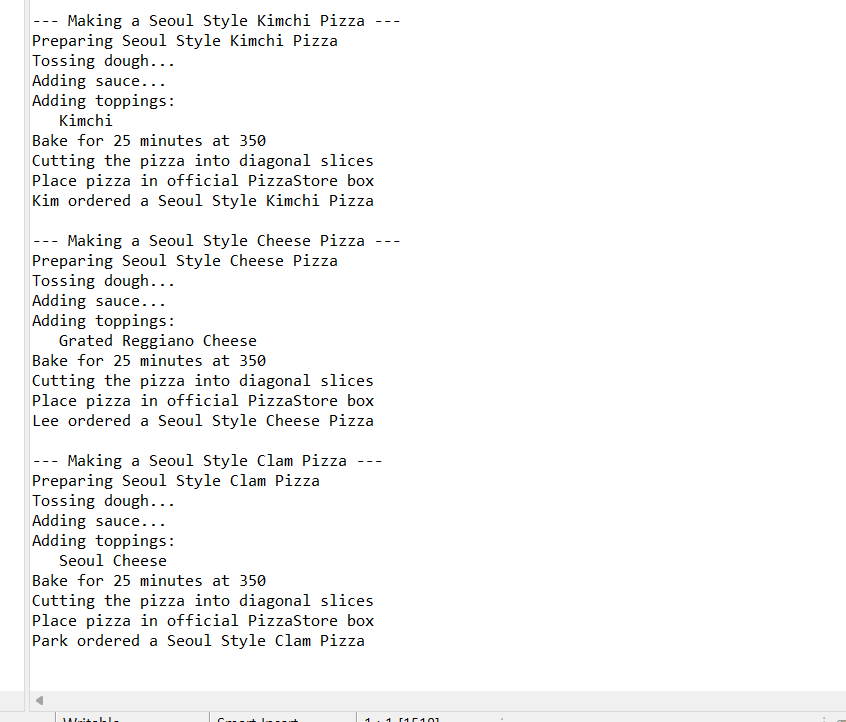 --- Making a Seoul Style Kimchi Pizza ---
Preparing Seoul Style Kimchi Pizza
Tossing dough...
Adding sauce...
Adding toppings:
   Kimchi
Bake for 25 minutes at 350
Cutting the pizza into diagonal slices
Place pizza in official PizzaStore box
Kim ordered a Seoul Style Kimchi Pizza

--- Making a Seoul Style Cheese Pizza ---
Preparing Seoul Style Cheese Pizza
Tossing dough...
Adding sauce...
Adding toppings:
   Grated Reggiano Cheese
Bake for 25 minutes at 350
Cutting the pizza into diagonal slices
Place pizza in official PizzaStore box
Lee ordered a Seoul Style Cheese Pizza

--- Making a Seoul Style Clam Pizza ---
Preparing Seoul Style Clam Pizza
Tossing dough...
Adding sauce...
Adding toppings:
   Seoul Cheese
Bake for 25 minutes at 350
Cutting the pizza into diagonal slices
Place pizza in official PizzaStore box
Park ordered a Seoul Style Clam Pizza
Writable Smart Insert